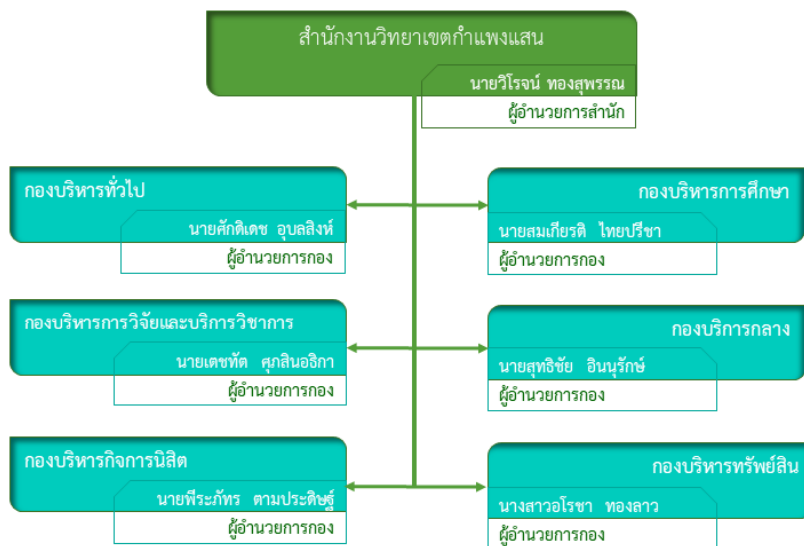 สำนักงานวิทยาเขตกำแพงแสน
นายวิโรจน์ ทองสุพรรณ
ผู้อำนวยการสำนัก
กองบริหารทั่วไป
นายศักดิเดช อุบลสิงห์
ผู้อำนวยการกอง
กองบริหารการศึกษา
นายสมเกียรติ ไทยปรีชา
ผู้อำนวยการกอง
กองบริหารการวิจัยและบริการวิชาการ
นายเตชทัต ศุภสินอธิกา
ผู้อำนวยการกอง
กองบริการกลาง
นายสุทธิชัย อินนุรักษ์
ผู้อำนวยการกอง
กองบริหารกิจการนิสิต
นายพีระภัทร ตามประดิษฐ์
ผู้อำนวยการกอง
กองบริหารทรัพย์สิน
นางสาวอโรชา ทองลาว
ผู้อำนวยการกอง